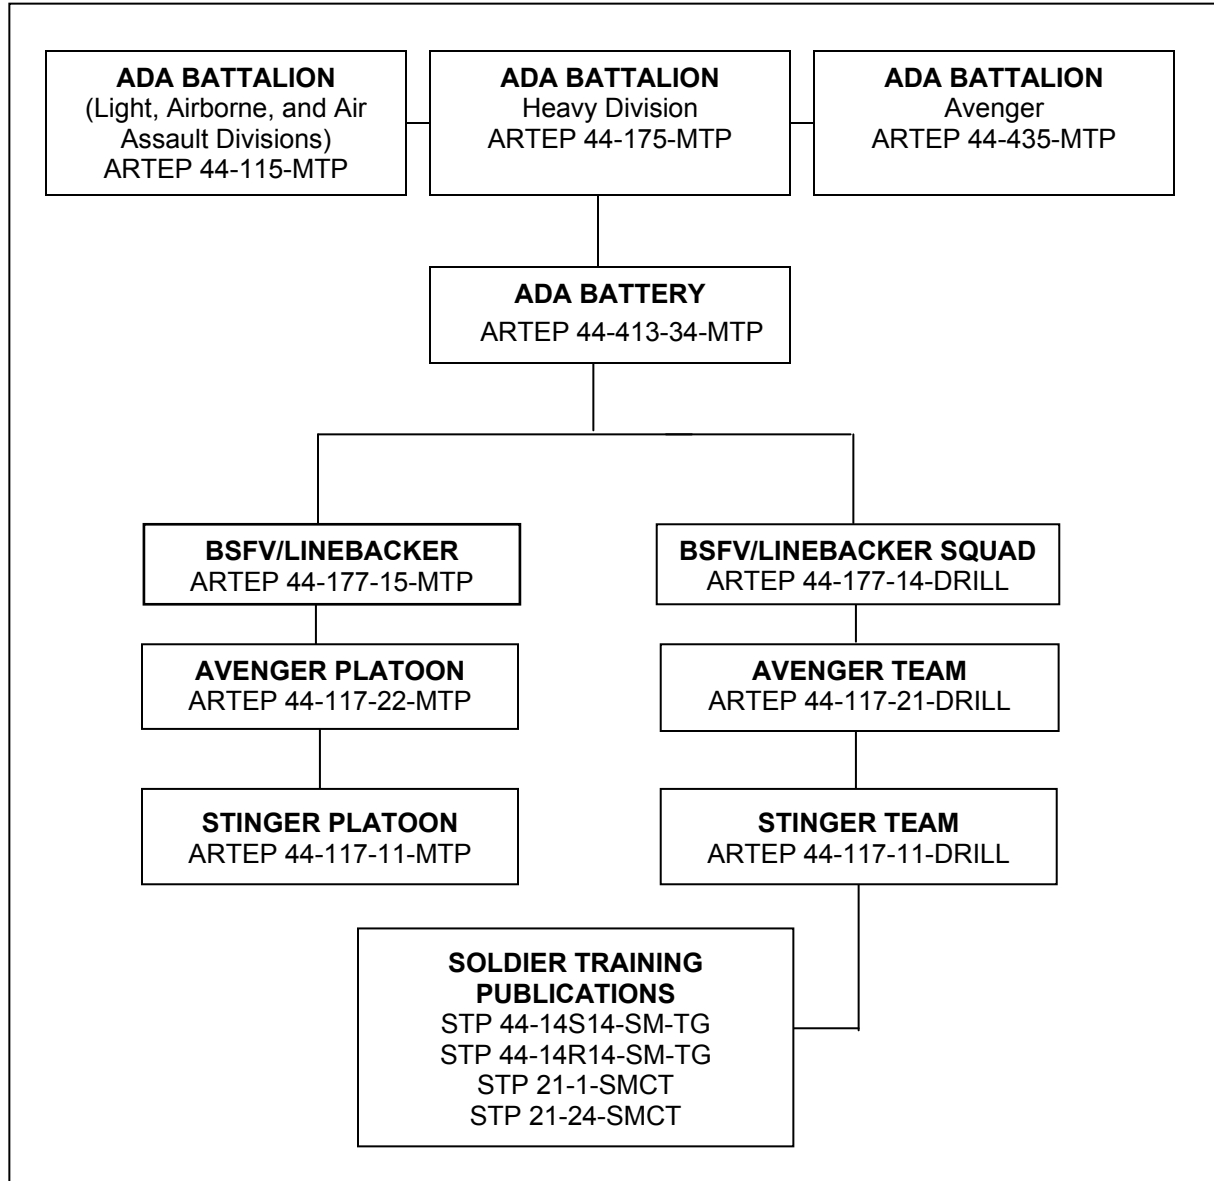 ADA BATTALION
(Light, Airborne, and Air
Assault Divisions)
ARTEP 44-115-MTP
ADA BATTALION
Heavy Division
ARTEP 44-175-MTP
ADA BATTALION
Avenger
ARTEP 44-435-MTP
ADA BATTERY
ARTEP 44-413-34-MTP
BSFV/LINEBACKER
ARTEP 44-177-15-MTP
BSFV/LINEBACKER SQUAD
ARTEP 44-177-14-DRILL
AVENGER PLATOON
ARTEP 44-117-22-MTP
AVENGER TEAM
ARTEP 44-117-21-DRILL
STINGER PLATOON
ARTEP 44-117-11-MTP
STINGER TEAM
ARTEP 44-117-11-DRILL
SOLDIER TRAINING
PUBLICATIONS
STP 44-14S14-SM-TG
STP 44-14R14-SM-TG
STP 21-1-SMCT
STP 21-24-SMCT